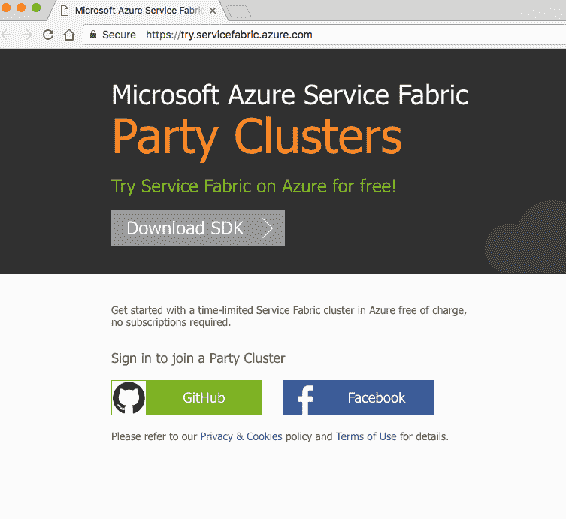 Microsoft Azure Service Fabric
Secure https://try.servicefabric.azure.com
Microsoft Azure Service Fabric
Party Clusters
Try Service Fabric on Azure for free!
Download SDK
Get started with a time-limited Service Fabric cluster in Azure free of charge,
no subscriptions required.
Sign in to join a Party Cluster
GitHub Facebook
Please refer to our Privacy & Cookies policy and Terms of Use for details.